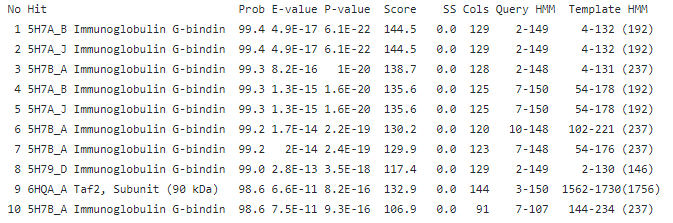 No Hit Prob E-value P-value Score SS Cols Query HMM Template HMM
1 5H7A_B Immunoglobulin G-bindin 99.4 4.9E-17 6.1E-22 144.5 0.0 129 2-149 4-132 (192)
2 5H7A_J Immunoglobulin G-bindin 99.4 4.9E-17 6.1E-22 144.5 0.0 129 2-149 4-132 (192)
3 5H7B_A Immunoglobulin G-bindin 99.3 8.2E-16 1E-20 138.7 0.0 128 2-148 4-131 (237)
4 5H7A_B Immunoglobulin G-bindin 99.3 1.3E-15 1.6E-20 135.6 0.0 125 7-150 54-178 (192)
5 5H7A_J Immunoglobulin G-bindin 99.3 1.3E-15 1.6E-20 135.6 0.0 125 7-150 54-178 (192)
6 5H7B_A Immunoglobulin G-bindin 99.2 1.7E-14 2.2E-19 130.2 0.0 120 10-148 102-221 (237)
7 5H7B_A Immunoglobulin G-bindin 99.2 2E-14 2.4E-19 129.9 0.0 123 7-148 54-176 (237)
8 5H79_D Immunoglobulin G-bindin 99.0 2.8E-13 3.5E-18 117.4 0.0 129 2-149 2-130 (146)
9 6HQA_A Taf2, Subunit (90 kDa) 98.6 6.6E-11 8.2E-16 132.9 0.0 144 3-150 1562-1730(1756)
10 5H7B_A Immunoglobulin G-bindin 98.6 7.5E-11 9.3E-16 106.9 0.0 91 7-107 144-234 (237)